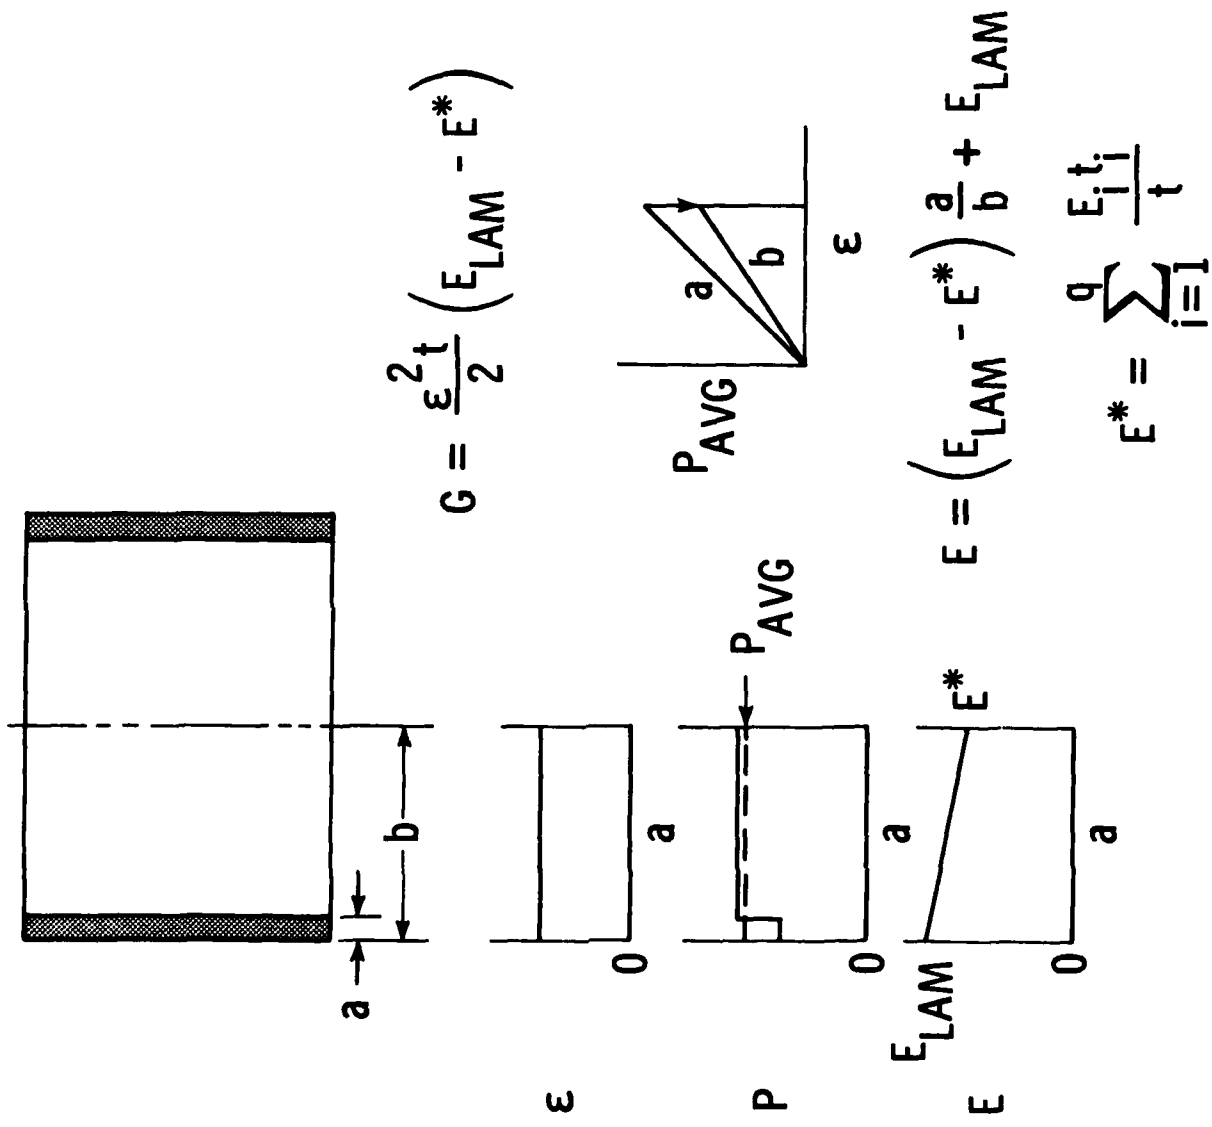 a
b
G = ε²t/2 (E_LAM - E*)
ε
0
a
P
P_AVG
0
a
P_AVG
a
b
ε
E
E_LAM
E*
0
a
E = (E_LAM - E*) a/b + E_LAM
E* = Σ_{i=1}^{q} E_i t_i / t